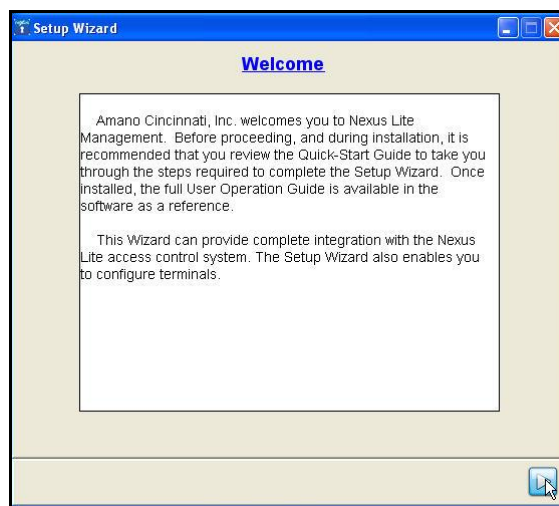 Setup Wizard
Welcome
Amano Cincinnati, Inc. welcomes you to Nexus Lite
Management.  Before proceeding, and during installation, it is
recommended that you review the Quick-Start Guide to take you
through the steps required to complete the Setup Wizard.  Once
installed, the full User Operation Guide is available in the
software as a reference.
This Wizard can provide complete integration with the Nexus
Lite access control system. The Setup Wizard also enables you
to configure terminals.